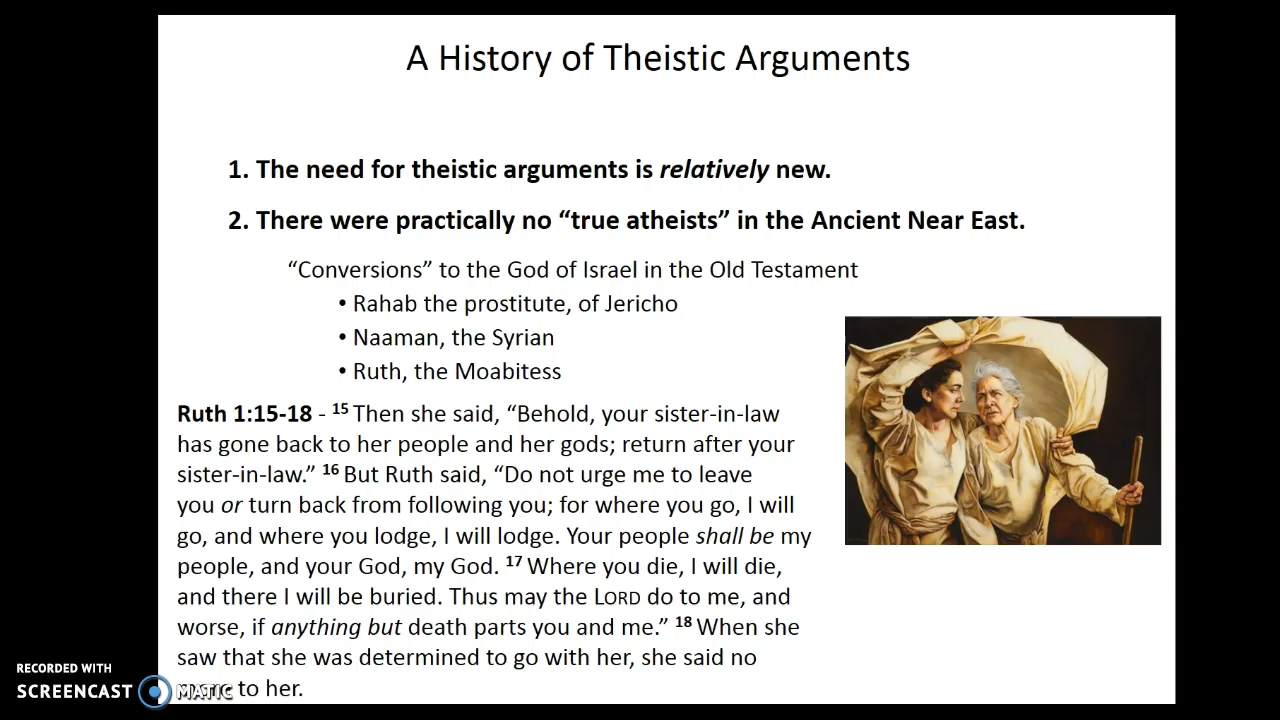 A History of Theistic Arguments
1. The need for theistic arguments is relatively new.
2. There were practically no “true atheists” in the Ancient Near East.
“Conversions” to the God of Israel in the Old Testament
• Rahab the prostitute, of Jericho
• Naaman, the Syrian
• Ruth, the Moabitess
Ruth 1:15-18 - 15 Then she said, “Behold, your sister-in-law
has gone back to her people and her gods; return after your
sister-in-law.” 16 But Ruth said, “Do not urge me to leave
you or turn back from following you; for where you go, I will
go, and where you lodge, I will lodge. Your people shall be my
people, and your God, my God. 17 Where you die, I will die,
and there I will be buried. Thus may the LORD do to me, and
worse, if anything but death parts you and me.” 18 When she
saw that she was determined to go with her, she said no
to her.
RECORDED WITH
SCREENCAST MATIC